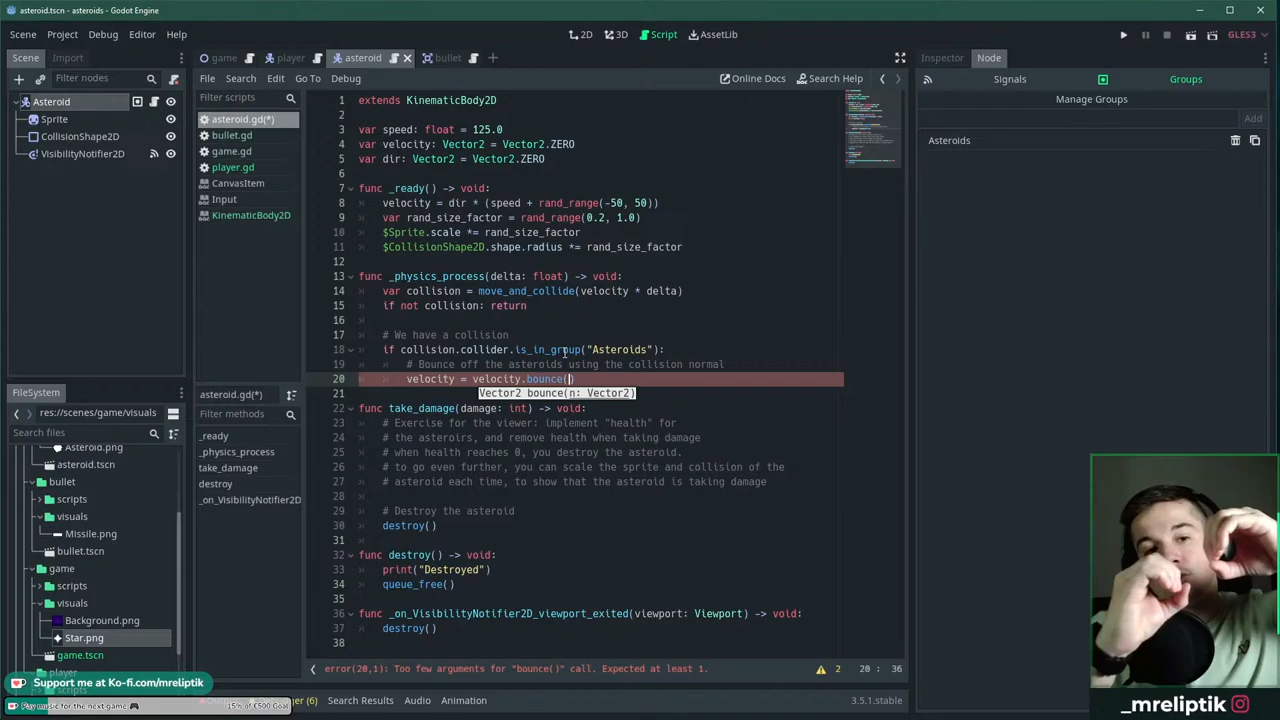 asteroid.tscn - asteroids - Godot Engine
Scene Project Debug Editor Help
2D 3D Script AssetLib
GLES3
Scene Import
Filter nodes
Asteroid
Sprite
CollisionShape2D
VisibilityNotifier2D
FileSystem
res://scenes/game/visuals
Search files
Asteroid.png
asteroid.tscn
bullet
scripts
visuals
Missile.png
bullet.tscn
game
scripts
visuals
Background.png
Star.png
game.tscn
player
scripts
game player asteroid bullet
File Search Edit Go To Debug
Online Docs Search Help
Filter scripts
asteroid.gd(*)
bullet.gd
game.gd
player.gd
CanvasItem
Input
KinematicBody2D
asteroid.gd(*)
Filter methods
_ready
_physics_process
take_damage
destroy
_on_VisibilityNotifier2D
1 extends KinematicBody2D
2
3 var speed: float = 125.0
4 var velocity: Vector2 = Vector2.ZERO
5 var dir: Vector2 = Vector2.ZERO
6
7 func _ready() -> void:
8 velocity = dir * (speed + rand_range(-50, 50))
9 var rand_size_factor = rand_range(0.2, 1.0)
10 $Sprite.scale *= rand_size_factor
11 $CollisionShape2D.shape.radius *= rand_size_factor
12
13 func _physics_process(delta: float) -> void:
14 var collision = move_and_collide(velocity * delta)
15 if not collision: return
16
17 # We have a collision
18 if collision.collider.is_in_group("Asteroids"):
19 # Bounce off the asteroids using the collision normal
20 velocity = velocity.bounce()
21 Vector2 bounce(n: Vector2)
22 func take_damage(damage: int) -> void:
23 # Exercise for the viewer: implement "health" for
24 # the asteoirs, and remove health when taking damage
25 # when health reaches 0, you destroy the asteroid.
26 # to go even further, you can scale the sprite and collision of the
27 # asteroid each time, to show that the asteroid is taking damage
28
29 # Destroy the asteroid
30 destroy()
31
32 func destroy() -> void:
33 print("Destroyed")
34 queue_free()
35
36 func _on_VisibilityNotifier2D_viewport_exited(viewport: Viewport) -> void:
37 destroy()
38
error(20,1): Too few arguments for "bounce()" call. Expected at least 1.
2 20 : 36
(6) Search Results Audio Animation
3.5.1.stable
Inspector Node
Signals Groups
Manage Groups
Add
Asteroids
Support me at Ko-fi.com/mreliptik
Pay music for the next game
15% of €500 Goal
_mreliptik